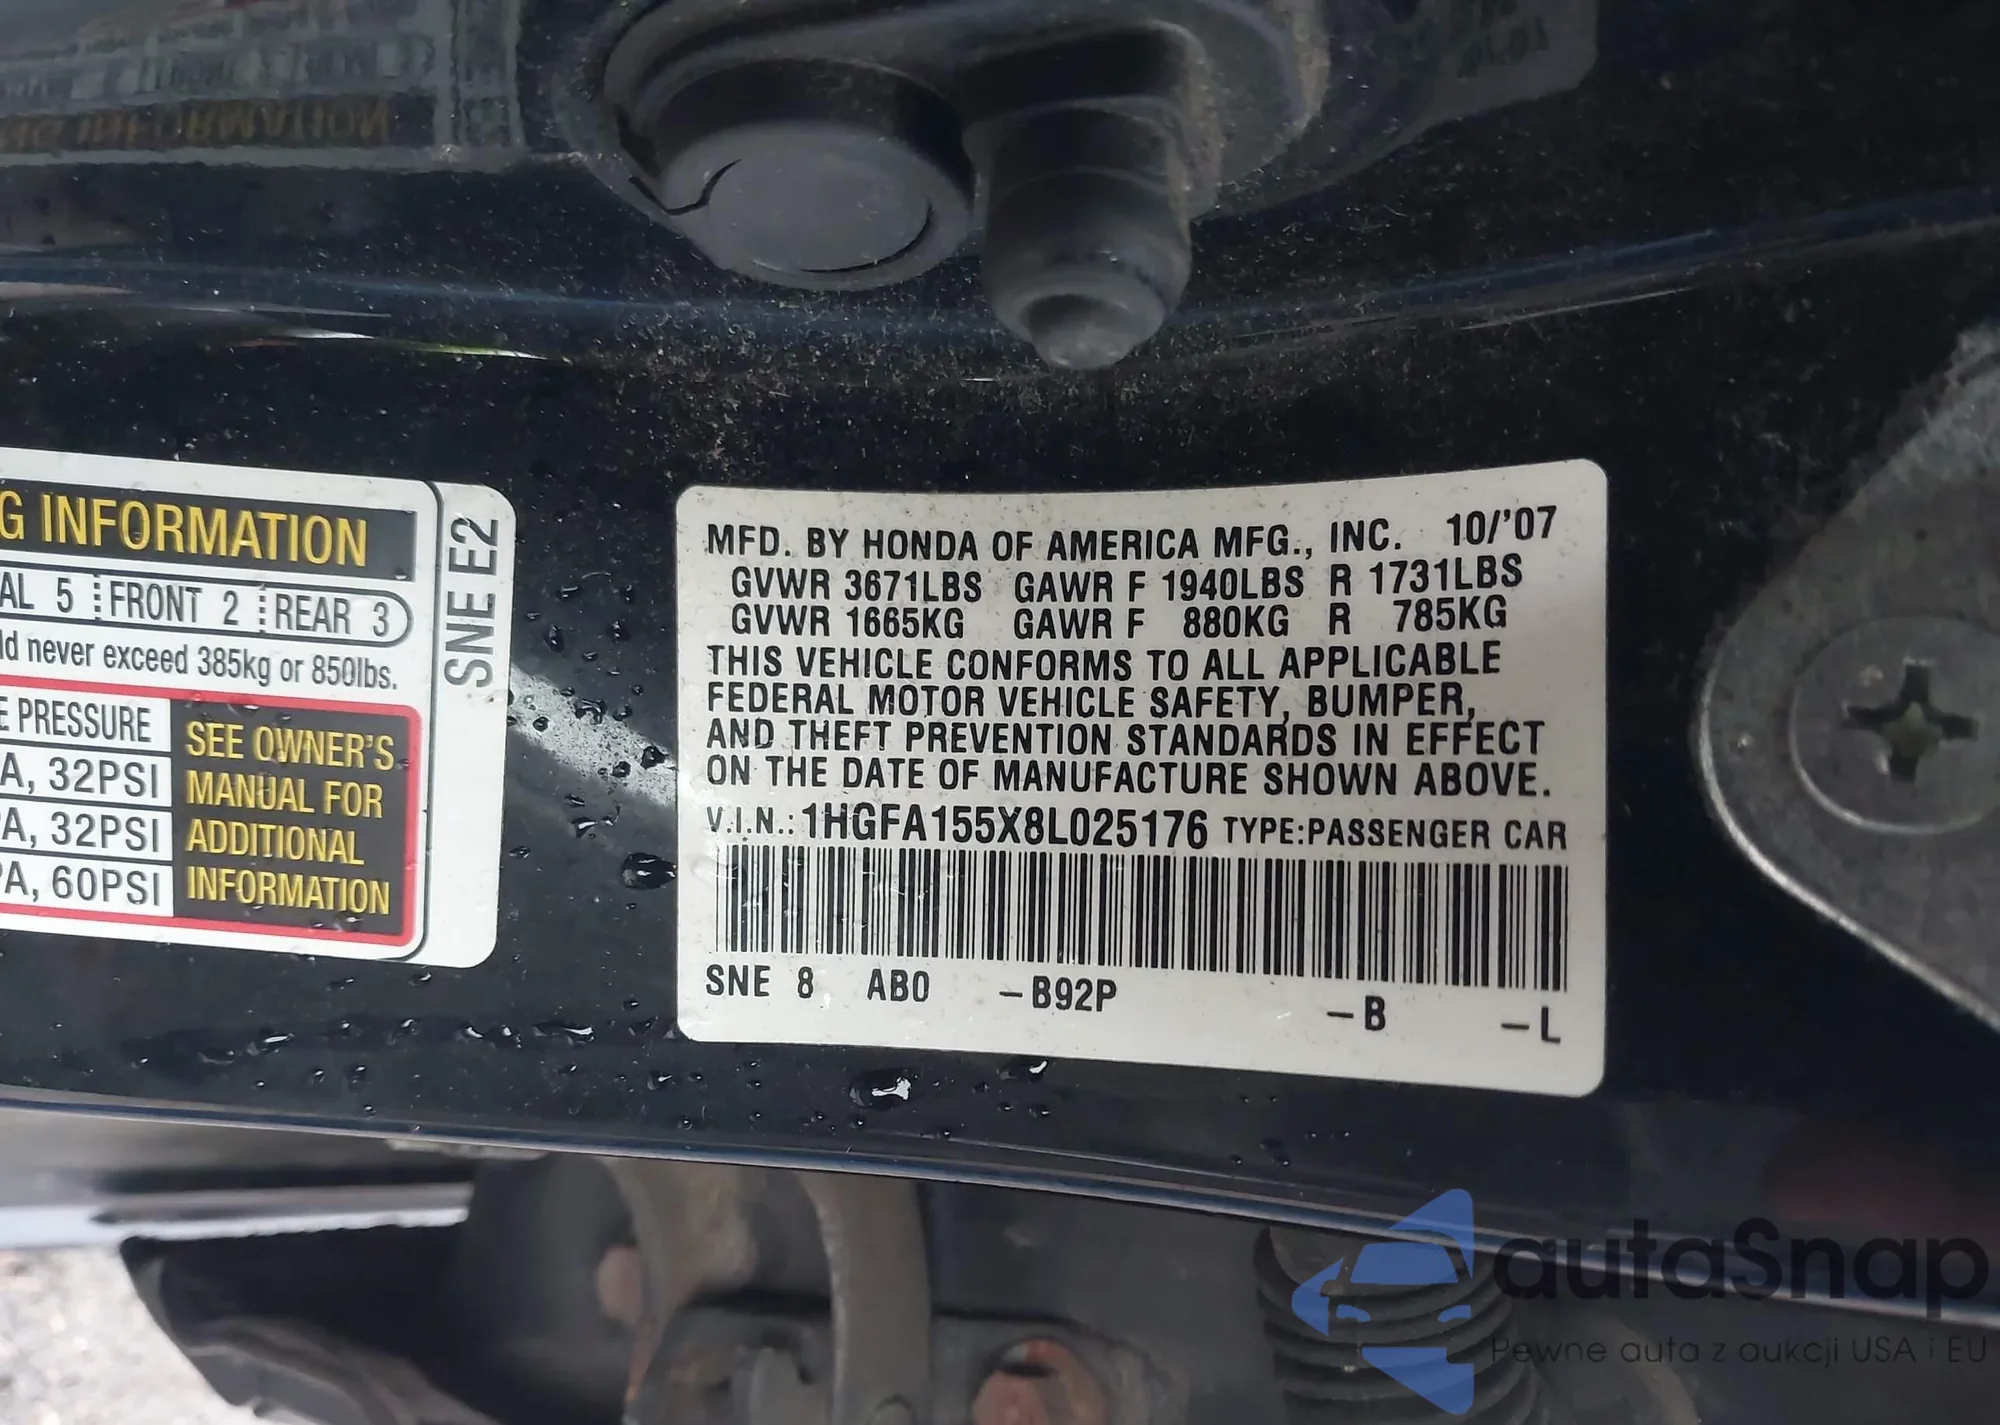 G INFORMATION
AL 5 FRONT 2 REAR 3
ld never exceed 385kg or 850lbs.
E PRESSURE
A, 32PSI
PA, 32PSI
PA, 60PSI
SEE OWNER'S
MANUAL FOR
ADDITIONAL
INFORMATION
SNE E2
MFD. BY HONDA OF AMERICA MFG., INC. 10/'07
GVWR 3671LBS GAWR F 1940LBS R 1731LBS
GVWR 1665KG GAWR F 880KG R 785KG
THIS VEHICLE CONFORMS TO ALL APPLICABLE
FEDERAL MOTOR VEHICLE SAFETY, BUMPER,
AND THEFT PREVENTION STANDARDS IN EFFECT
ON THE DATE OF MANUFACTURE SHOWN ABOVE.
V.I.N.: 1HGFA155X8L025176 TYPE:PASSENGER CAR
SNE 8 AB0 -B92P -B -L
autaSnap
Pewne auta z aukcji USA i EU